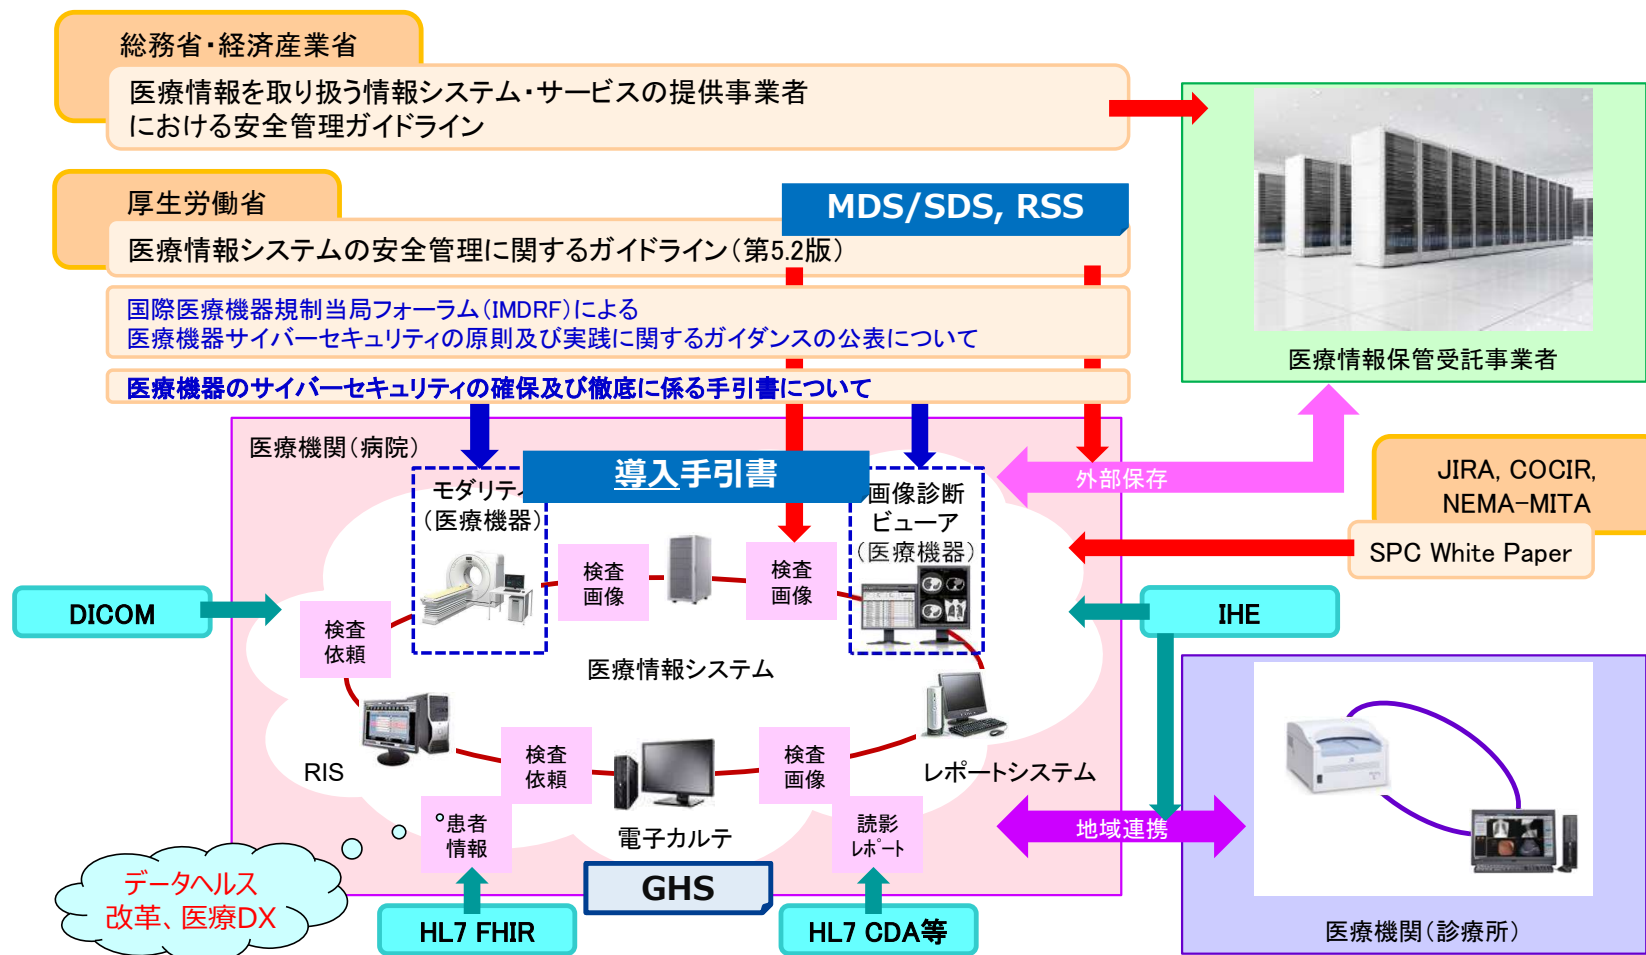 総務省・経済産業省
医療情報を取り扱う情報システム・サービスの提供事業者
における安全管理ガイドライン
厚生労働省
MDS/SDS, RSS
医療情報システムの安全管理に関するガイドライン（第5.2版）
国際医療機器規制当局フォーラム（IMDRF）による
医療機器サイバーセキュリティの原則及び実践に関するガイダンスの公表について
医療機器のサイバーセキュリティの確保及び徹底に係る手引書について
医療情報保管受託事業者
医療機関（病院）
導入手引書
モダリティ
（医療機器）
画像診断
ビューア
（医療機器）
外部保存
JIRA, COCIR,
NEMA-MITA
SPC White Paper
検査
画像
検査
画像
DICOM
検査
依頼
IHE
医療情報システム
RIS
検査
依頼
検査
画像
レポートシステム
患者
情報
電子カルテ
読影
レポート
地域連携
データヘルス
改革、医療DX
GHS
HL7 FHIR
HL7 CDA等
医療機関（診療所）